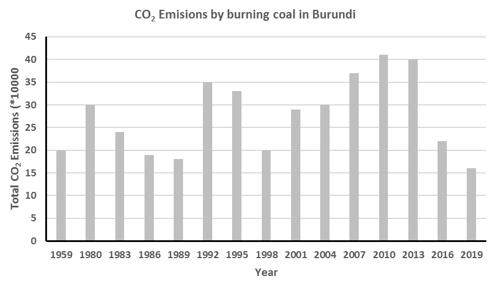 CO₂ Emisions by burning coal in Burundi
Total CO₂ Emissions (*10000
45
40
35
30
25
20
15
10
5
0
1959 1980 1983 1986 1989 1992 1995 1998 2001 2004 2007 2010 2013 2016 2019
Year